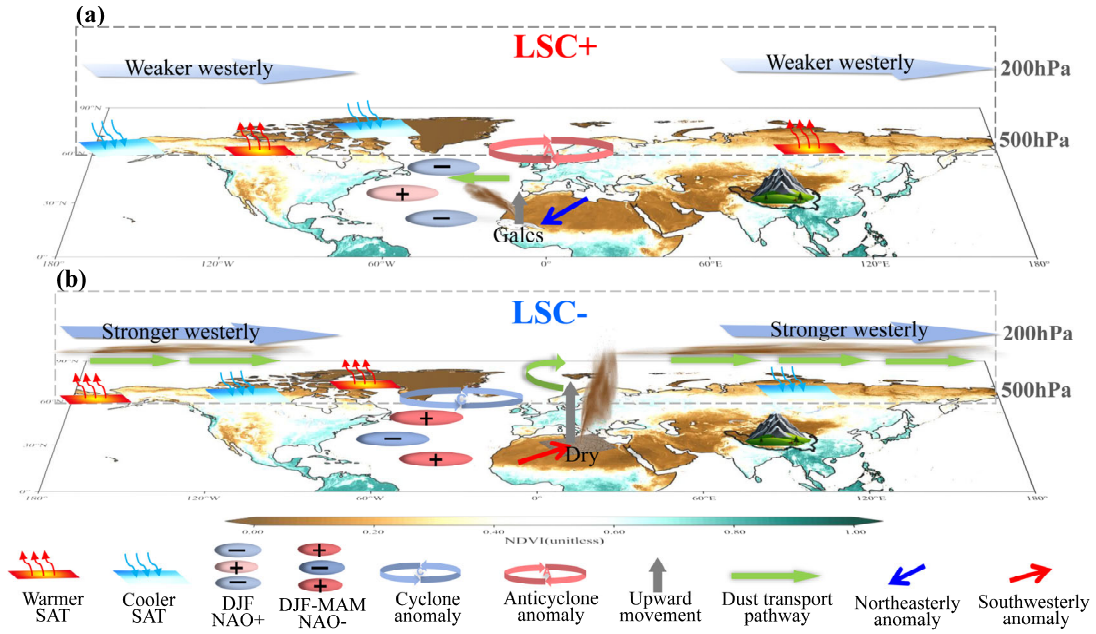 (a)
LSC+
Weaker westerly
Weaker westerly
200hPa
90°N
500hPa
60°N
−
+
30°N
−
Galcs
0°
180°
120°W
60°W
0°
60°E
120°E
180°
(b)
LSC-
Stronger westerly
Stronger westerly
200hPa
90°N
500hPa
60°N
+
−
30°N
+
Dry
0°
180°
120°W
60°W
0°
60°E
120°E
180°
0.00 0.20 0.40 0.60 0.80 1.00
NDVI(unitless)
− +
+ −
− +
Warmer SAT
Cooler SAT
DJF NAO+
DJF-MAM NAO-
Cyclone anomaly
Anticyclone anomaly
Upward movement
Dust transport pathway
Northeasterly anomaly
Southwesterly anomaly